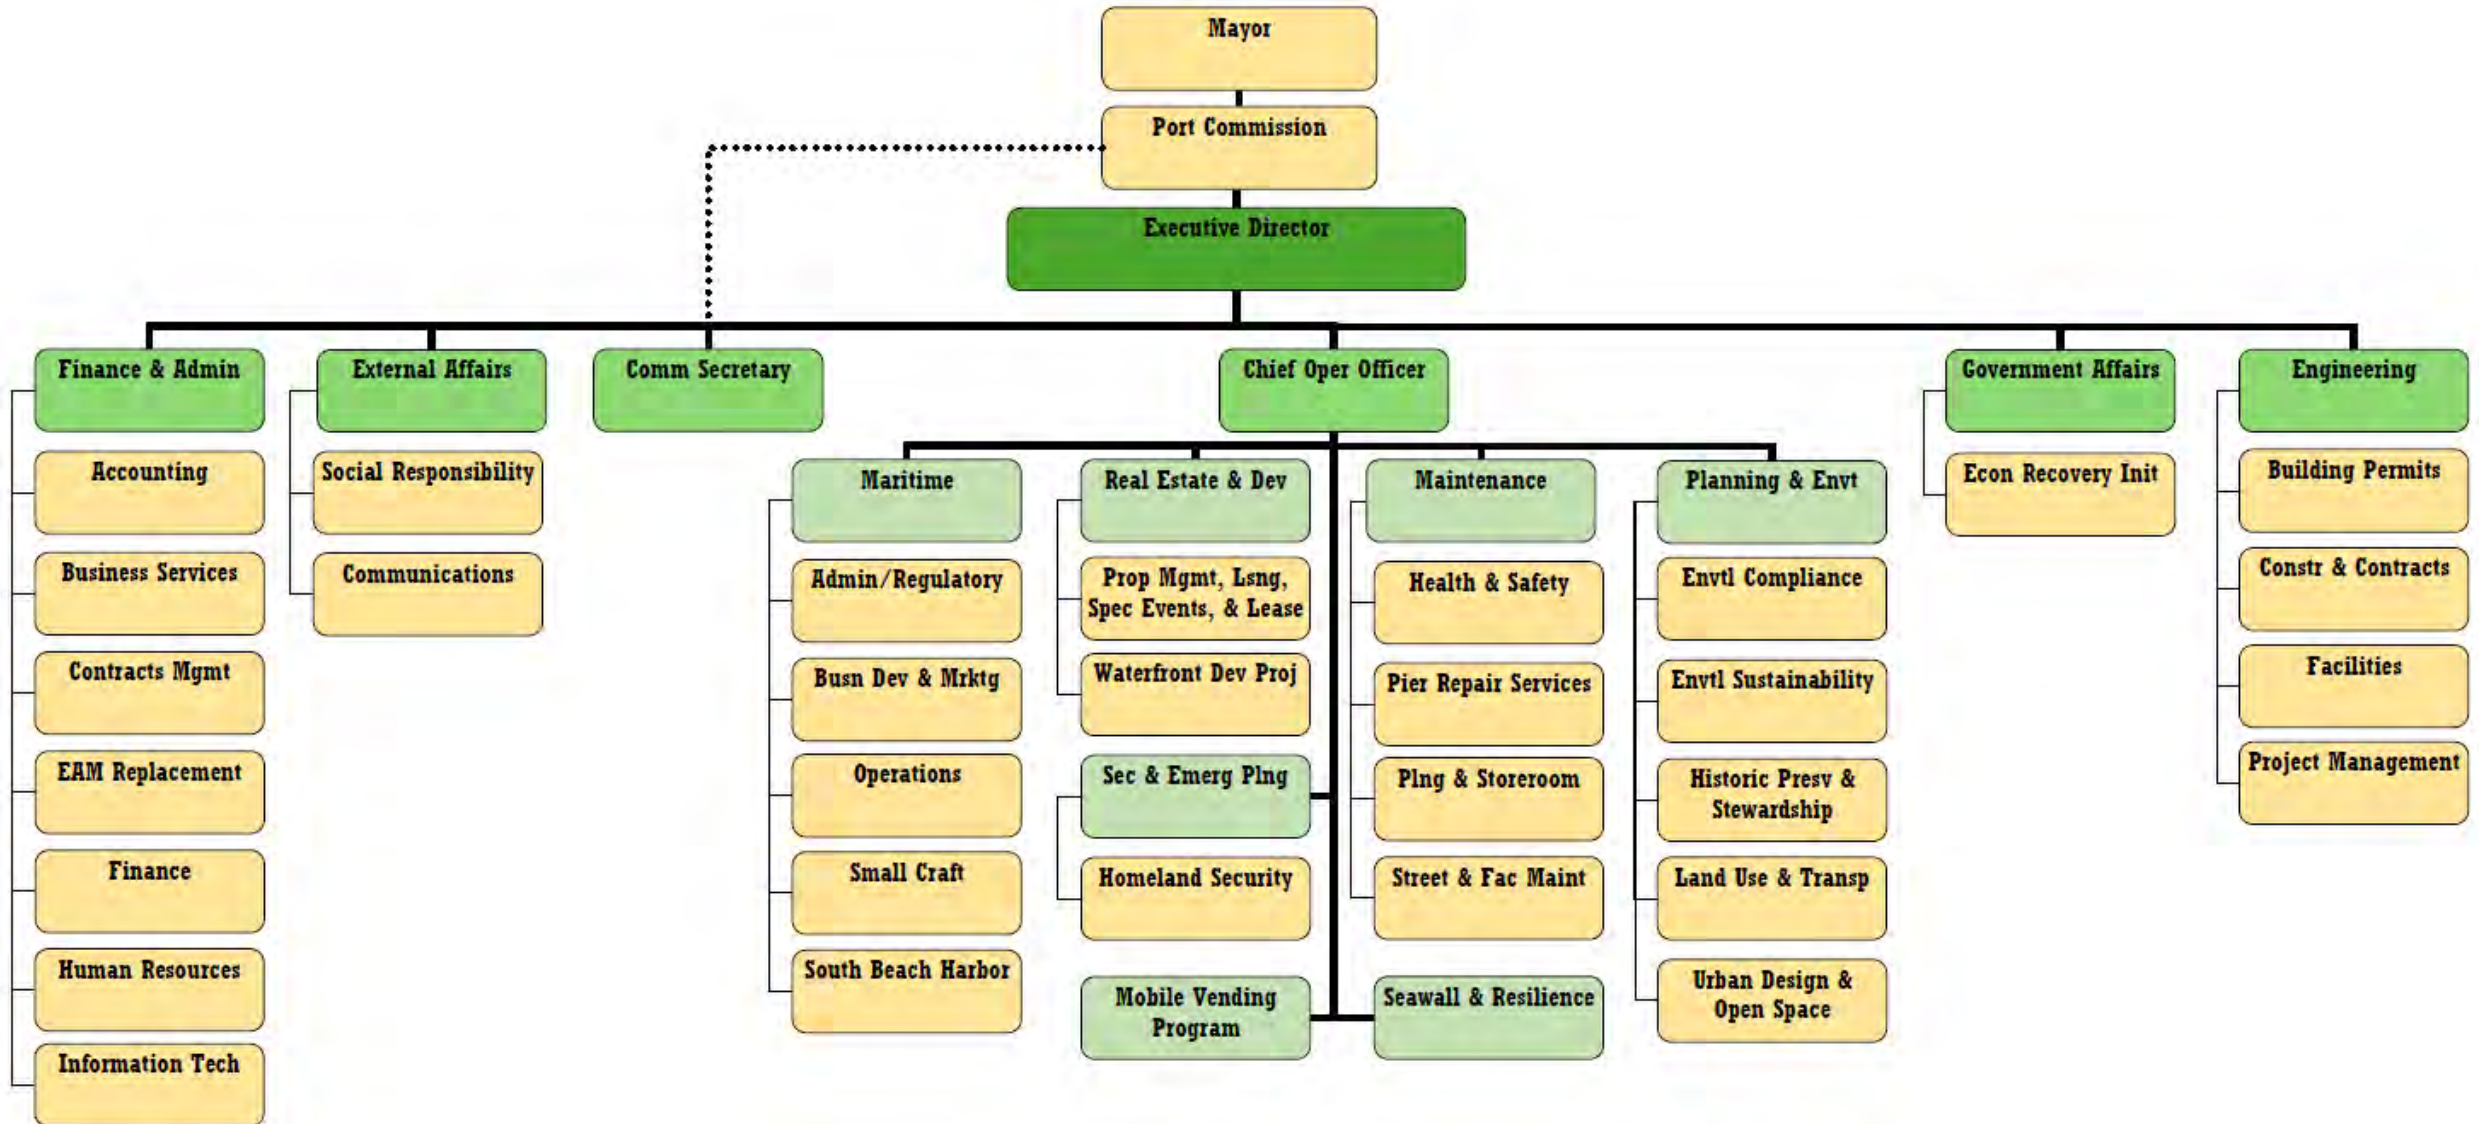 Mayor
Port Commission
Executive Director
Finance & Admin
External Affairs
Comm Secretary
Chief Oper Officer
Government Affairs
Engineering
Accounting
Business Services
Contracts Mgmt
EAM Replacement
Finance
Human Resources
Information Tech
Social Responsibility
Communications
Maritime
Admin/Regulatory
Busn Dev & Mrktg
Operations
Small Craft
South Beach Harbor
Real Estate & Dev
Prop Mgmt, Lsng,
Spec Events, & Lease
Waterfront Dev Proj
Sec & Emerg Plng
Homeland Security
Mobile Vending
Program
Maintenance
Health & Safety
Pier Repair Services
Plng & Storeroom
Street & Fac Maint
Seawall & Resilience
Planning & Envt
Envtl Compliance
Envtl Sustainability
Historic Presv &
Stewardship
Land Use & Transp
Urban Design &
Open Space
Econ Recovery Init
Building Permits
Constr & Contracts
Facilities
Project Management